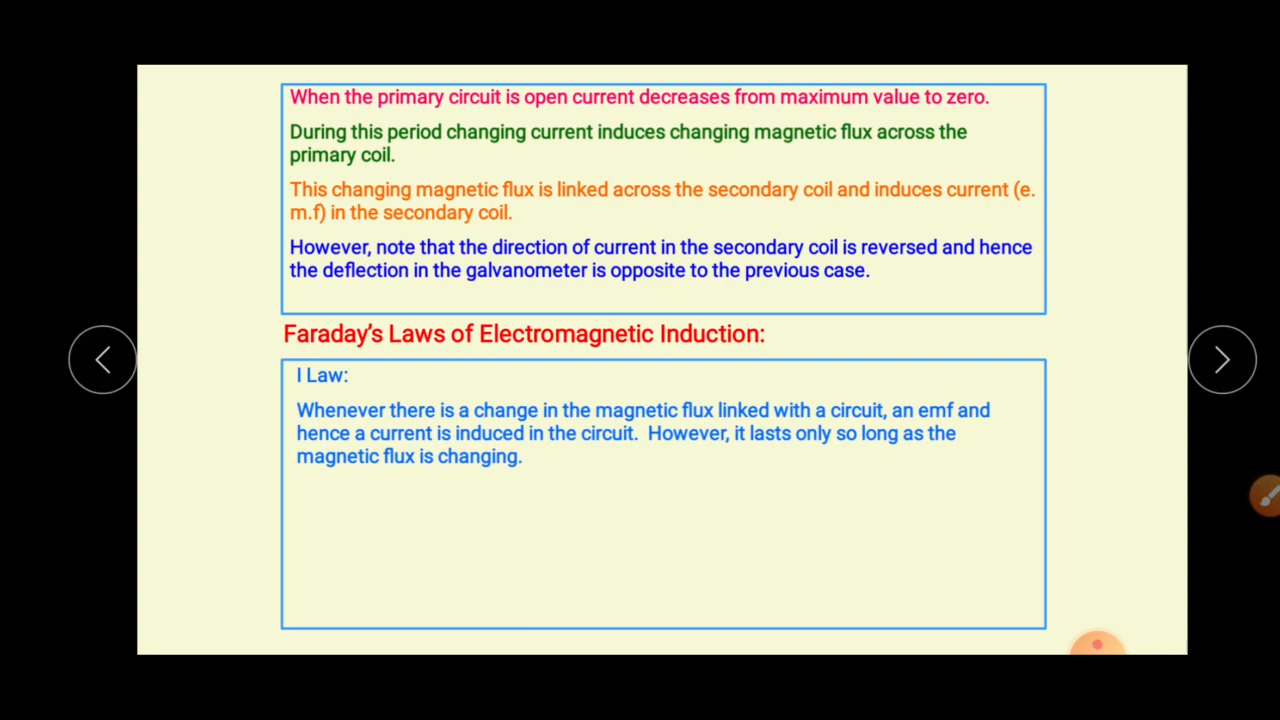 When the primary circuit is open current decreases from maximum value to zero.
During this period changing current induces changing magnetic flux across the
primary coil.
This changing magnetic flux is linked across the secondary coil and induces current (e.
m.f) in the secondary coil.
However, note that the direction of current in the secondary coil is reversed and hence
the deflection in the galvanometer is opposite to the previous case.
Faraday’s Laws of Electromagnetic Induction:
I Law:
Whenever there is a change in the magnetic flux linked with a circuit, an emf and
hence a current is induced in the circuit.  However, it lasts only so long as the
magnetic flux is changing.